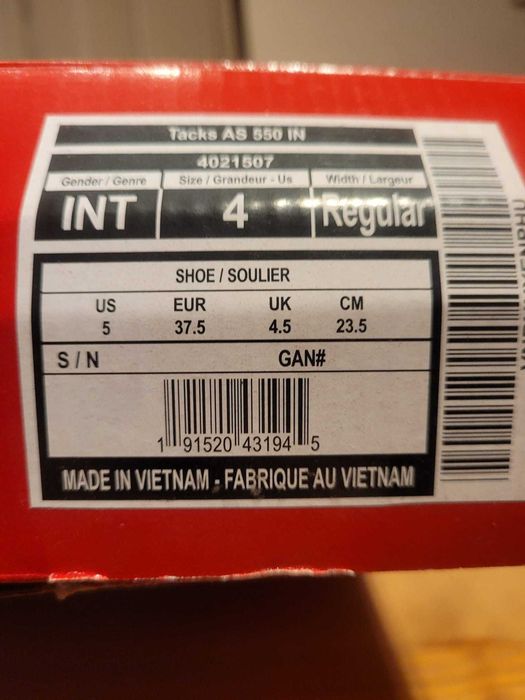 Tacks AS 550 IN
4021507
Gender / Genre Size / Grandeur - Us Width / Largeur
INT 4 Regular
SHOE / SOULIER
US EUR UK CM
5 37.5 4.5 23.5
S / N GAN#
1 91520 43194 5
MADE IN VIETNAM - FABRIQUE AU VIETNAM